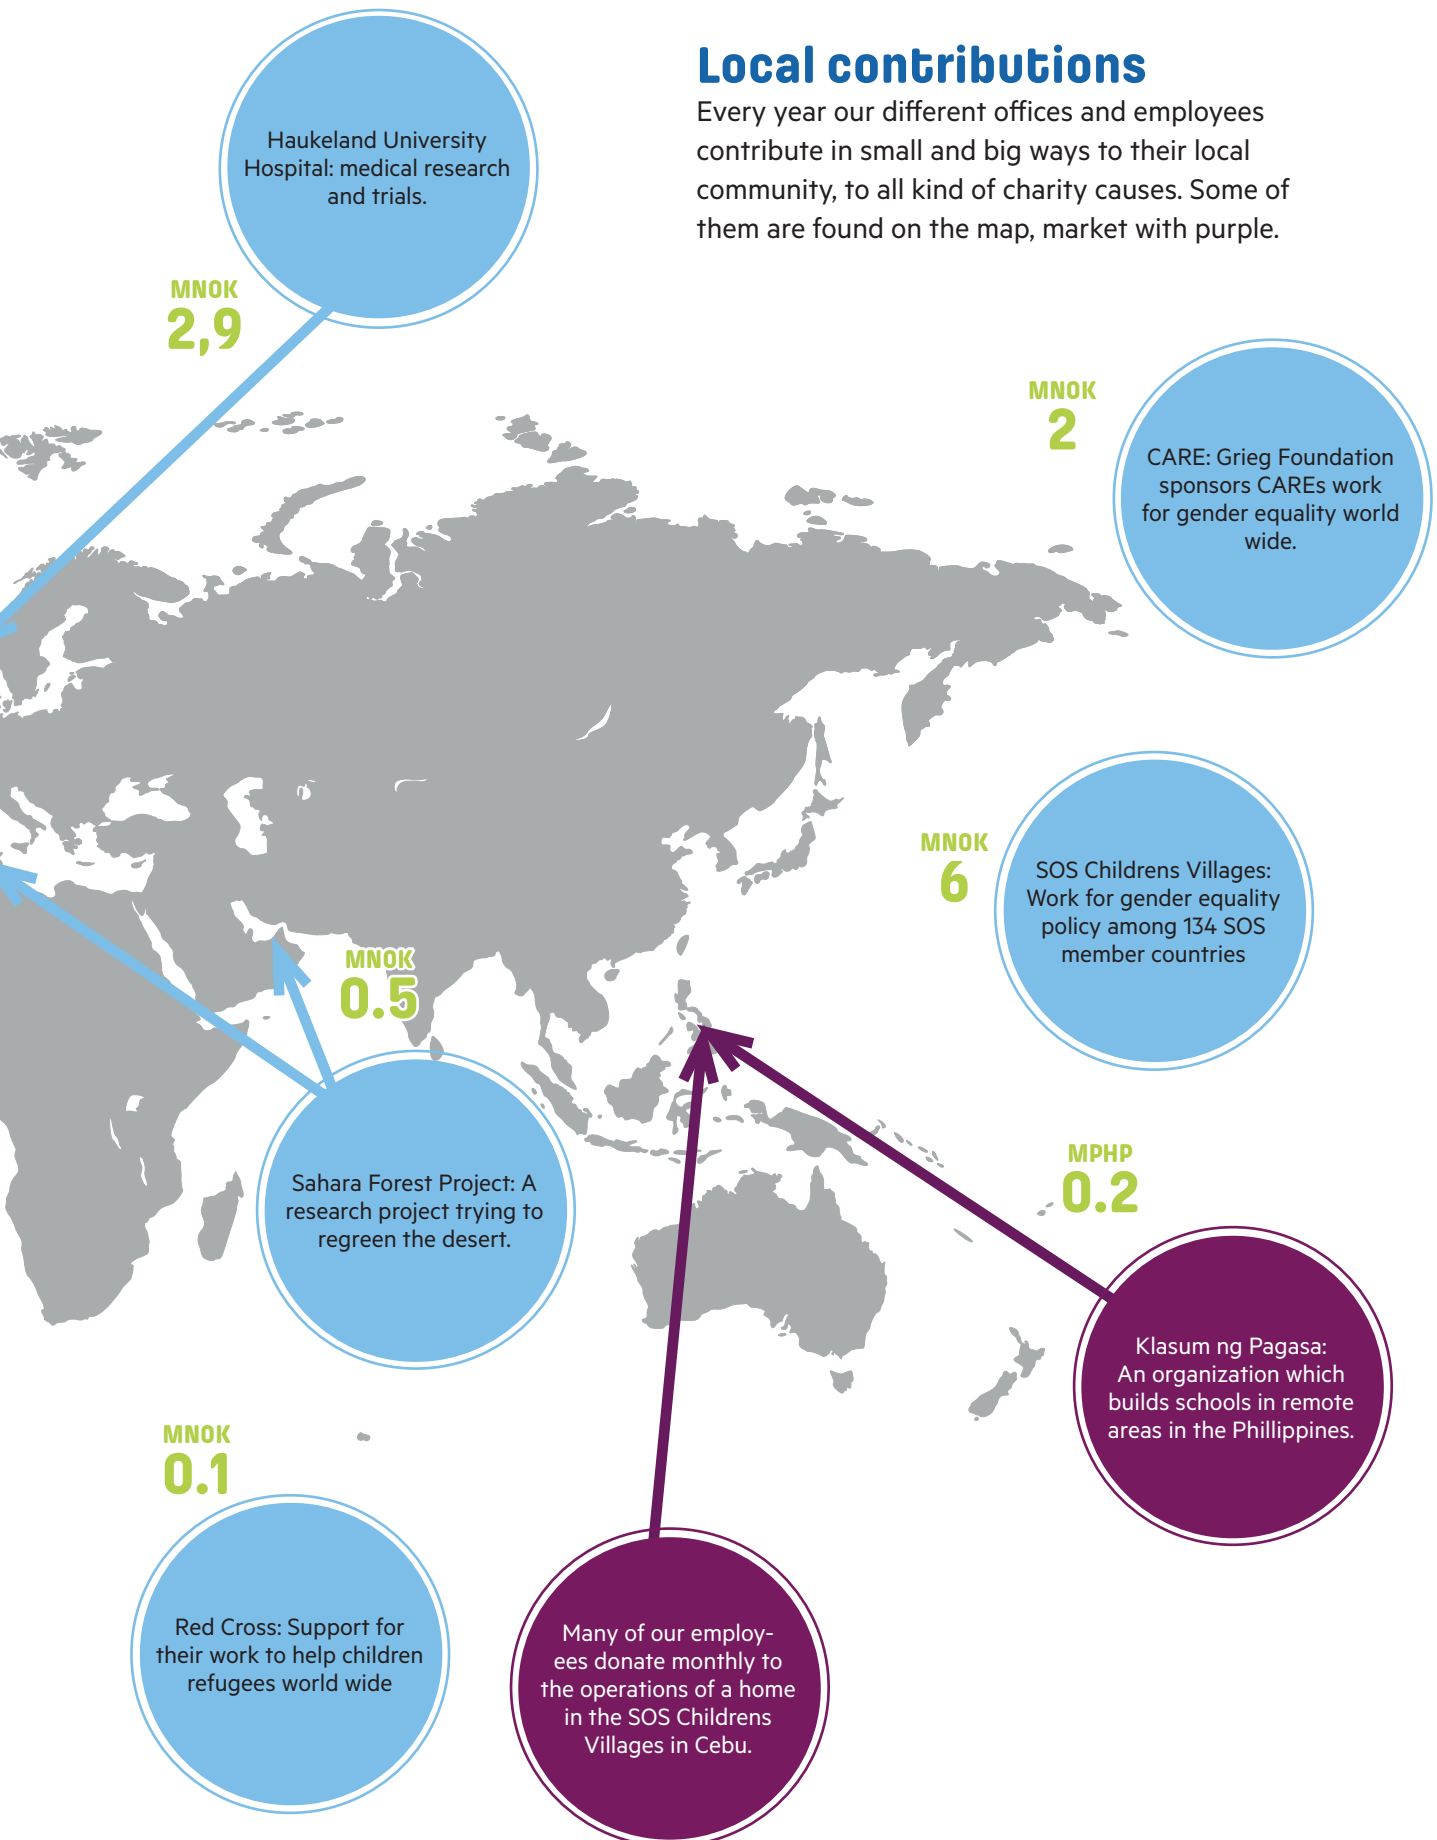 Local contributions
Every year our different offices and employees
contribute in small and big ways to their local
community, to all kind of charity causes. Some of
them are found on the map, market with purple.
Haukeland University
Hospital: medical research
and trials.
MNOK
2,9
MNOK
2
CARE: Grieg Foundation
sponsors CAREs work
for gender equality world
wide.
MNOK
6
SOS Childrens Villages:
Work for gender equality
policy among 134 SOS
member countries
MNOK
0.5
Sahara Forest Project: A
research project trying to
regreen the desert.
MPHP
0.2
Klasum ng Pagasa:
An organization which
builds schools in remote
areas in the Phillippines.
MNOK
0.1
Red Cross: Support for
their work to help children
refugees world wide
Many of our employ-
ees donate monthly to
the operations of a home
in the SOS Childrens
Villages in Cebu.